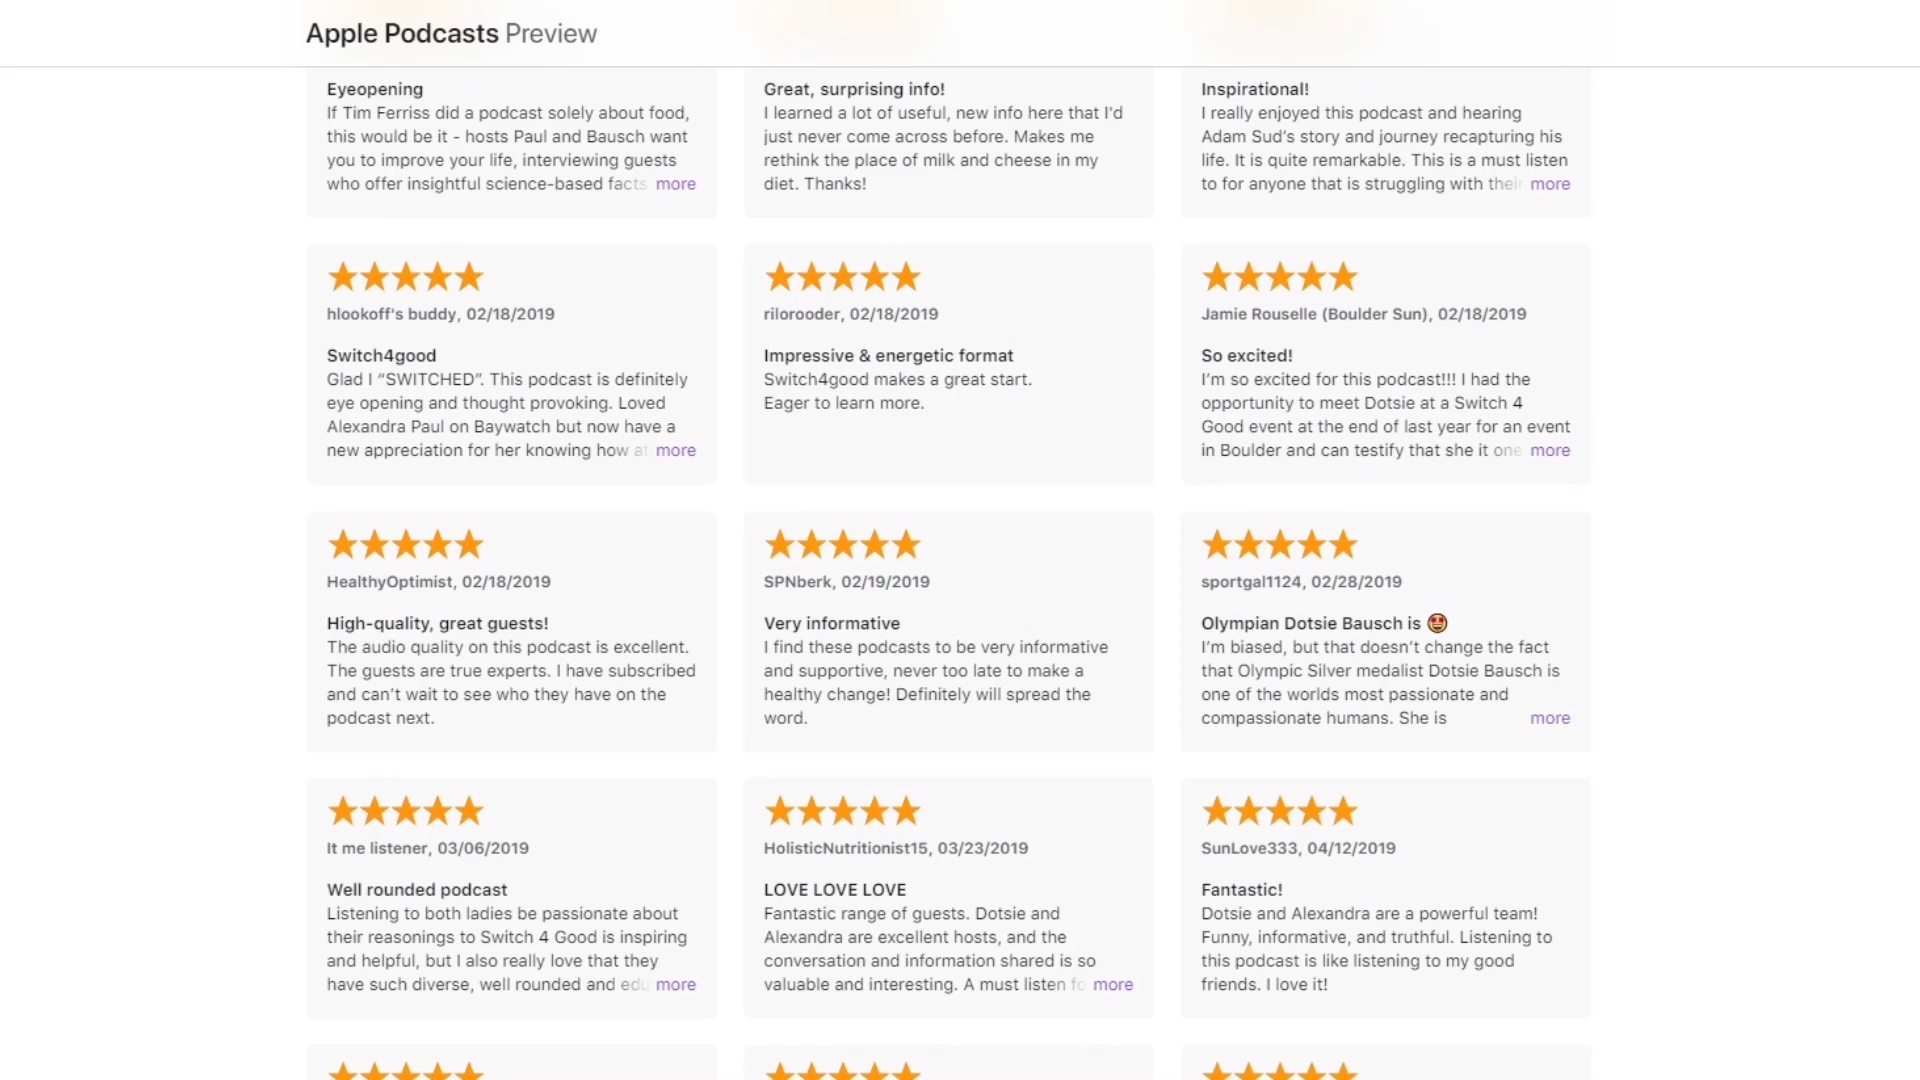 Apple Podcasts Preview
Eyeopening
If Tim Ferriss did a podcast solely about food,
this would be it - hosts Paul and Bausch want
you to improve your life, interviewing guests
who offer insightful science-based facts more
Great, surprising info!
I learned a lot of useful, new info here that I'd
just never come across before. Makes me
rethink the place of milk and cheese in my
diet. Thanks!
Inspirational!
I really enjoyed this podcast and hearing
Adam Sud’s story and journey recapturing his
life. It is quite remarkable. This is a must listen
to for anyone that is struggling with their more
hlookoff's buddy, 02/18/2019
Switch4good
Glad I “SWITCHED”. This podcast is definitely
eye opening and thought provoking. Loved
Alexandra Paul on Baywatch but now have a
new appreciation for her knowing how at more
rilorooder, 02/18/2019
Impressive & energetic format
Switch4good makes a great start.
Eager to learn more.
Jamie Rouselle (Boulder Sun), 02/18/2019
So excited!
I’m so excited for this podcast!!! I had the
opportunity to meet Dotsie at a Switch 4
Good event at the end of last year for an event
in Boulder and can testify that she it one more
HealthyOptimist, 02/18/2019
High-quality, great guests!
The audio quality on this podcast is excellent.
The guests are true experts. I have subscribed
and can’t wait to see who they have on the
podcast next.
SPNberk, 02/19/2019
Very informative
I find these podcasts to be very informative
and supportive, never too late to make a
healthy change! Definitely will spread the
word.
sportgal1124, 02/28/2019
Olympian Dotsie Bausch is 🤩
I’m biased, but that doesn’t change the fact
that Olympic Silver medalist Dotsie Bausch is
one of the worlds most passionate and
compassionate humans. She is more
It me listener, 03/06/2019
Well rounded podcast
Listening to both ladies be passionate about
their reasonings to Switch 4 Good is inspiring
and helpful, but I also really love that they
have such diverse, well rounded and edu more
HolisticNutritionist15, 03/23/2019
LOVE LOVE LOVE
Fantastic range of guests. Dotsie and
Alexandra are excellent hosts, and the
conversation and information shared is so
valuable and interesting. A must listen fo more
SunLove333, 04/12/2019
Fantastic!
Dotsie and Alexandra are a powerful team!
Funny, informative, and truthful. Listening to
this podcast is like listening to my good
friends. I love it!